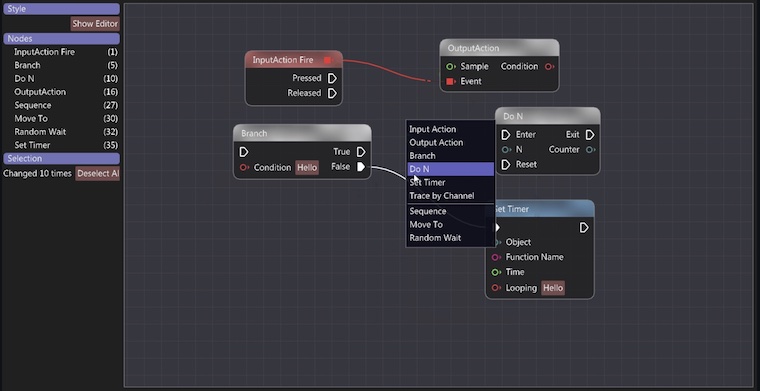 Style
Show Editor
Nodes
InputAction Fire (1)
Branch (5)
Do N (10)
OutputAction (16)
Sequence (27)
Move To (30)
Random Wait (32)
Set Timer (35)
Selection
Changed 10 times Deselect Al
InputAction Fire
Pressed
Released
OutputAction
Sample Condition
Event
Branch
True
Condition Hello False
Input Action
Output Action
Branch
Do N
Set Timer
Trace by Channel
Sequence
Move To
Random Wait
Do N
Enter Exit
N Counter
Reset
Set Timer
Object
Function Name
Time
Looping Hello